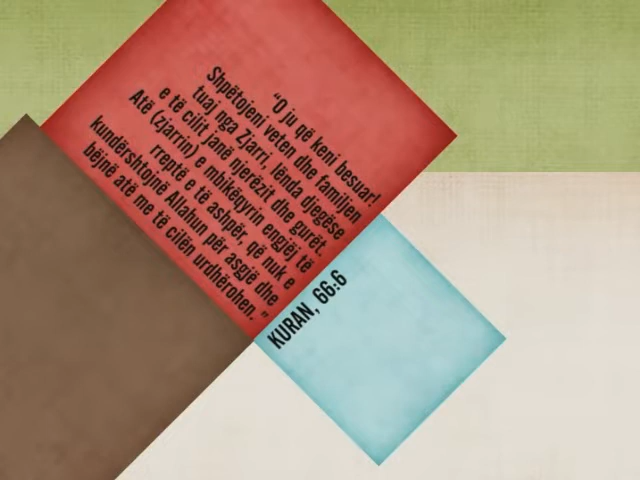 “O ju që keni besuar!
Shpëtojeni veten dhe familjen
tuaj nga Zjarri, lënda djegëse
e të cilit janë njerëzit dhe gurët.
Atë (zjarrin) e mbikëqyrin engjëj të
rreptë e të ashpër, që nuk e
kundërshtojnë Allahun për asgjë dhe
bëjnë atë me të cilën urdhërohen.”
KURAN, 66:6